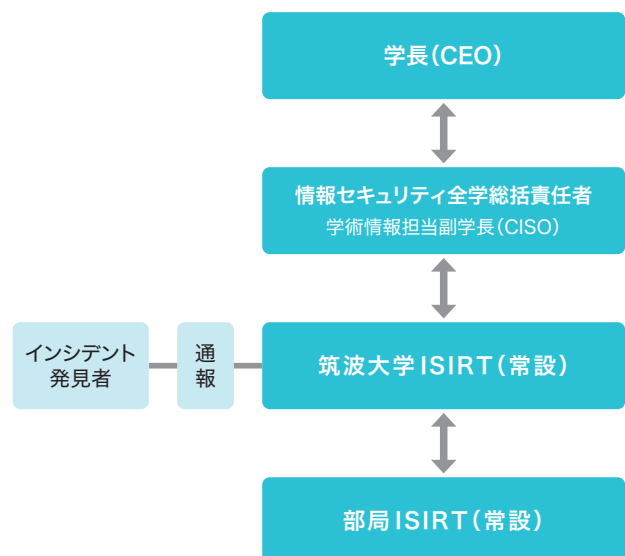 学長(CEO)
情報セキュリティ全学総括責任者
学術情報担当副学長(CISO)
インシデント
発見者
通
報
筑波大学ISIRT(常設)
部局ISIRT(常設)